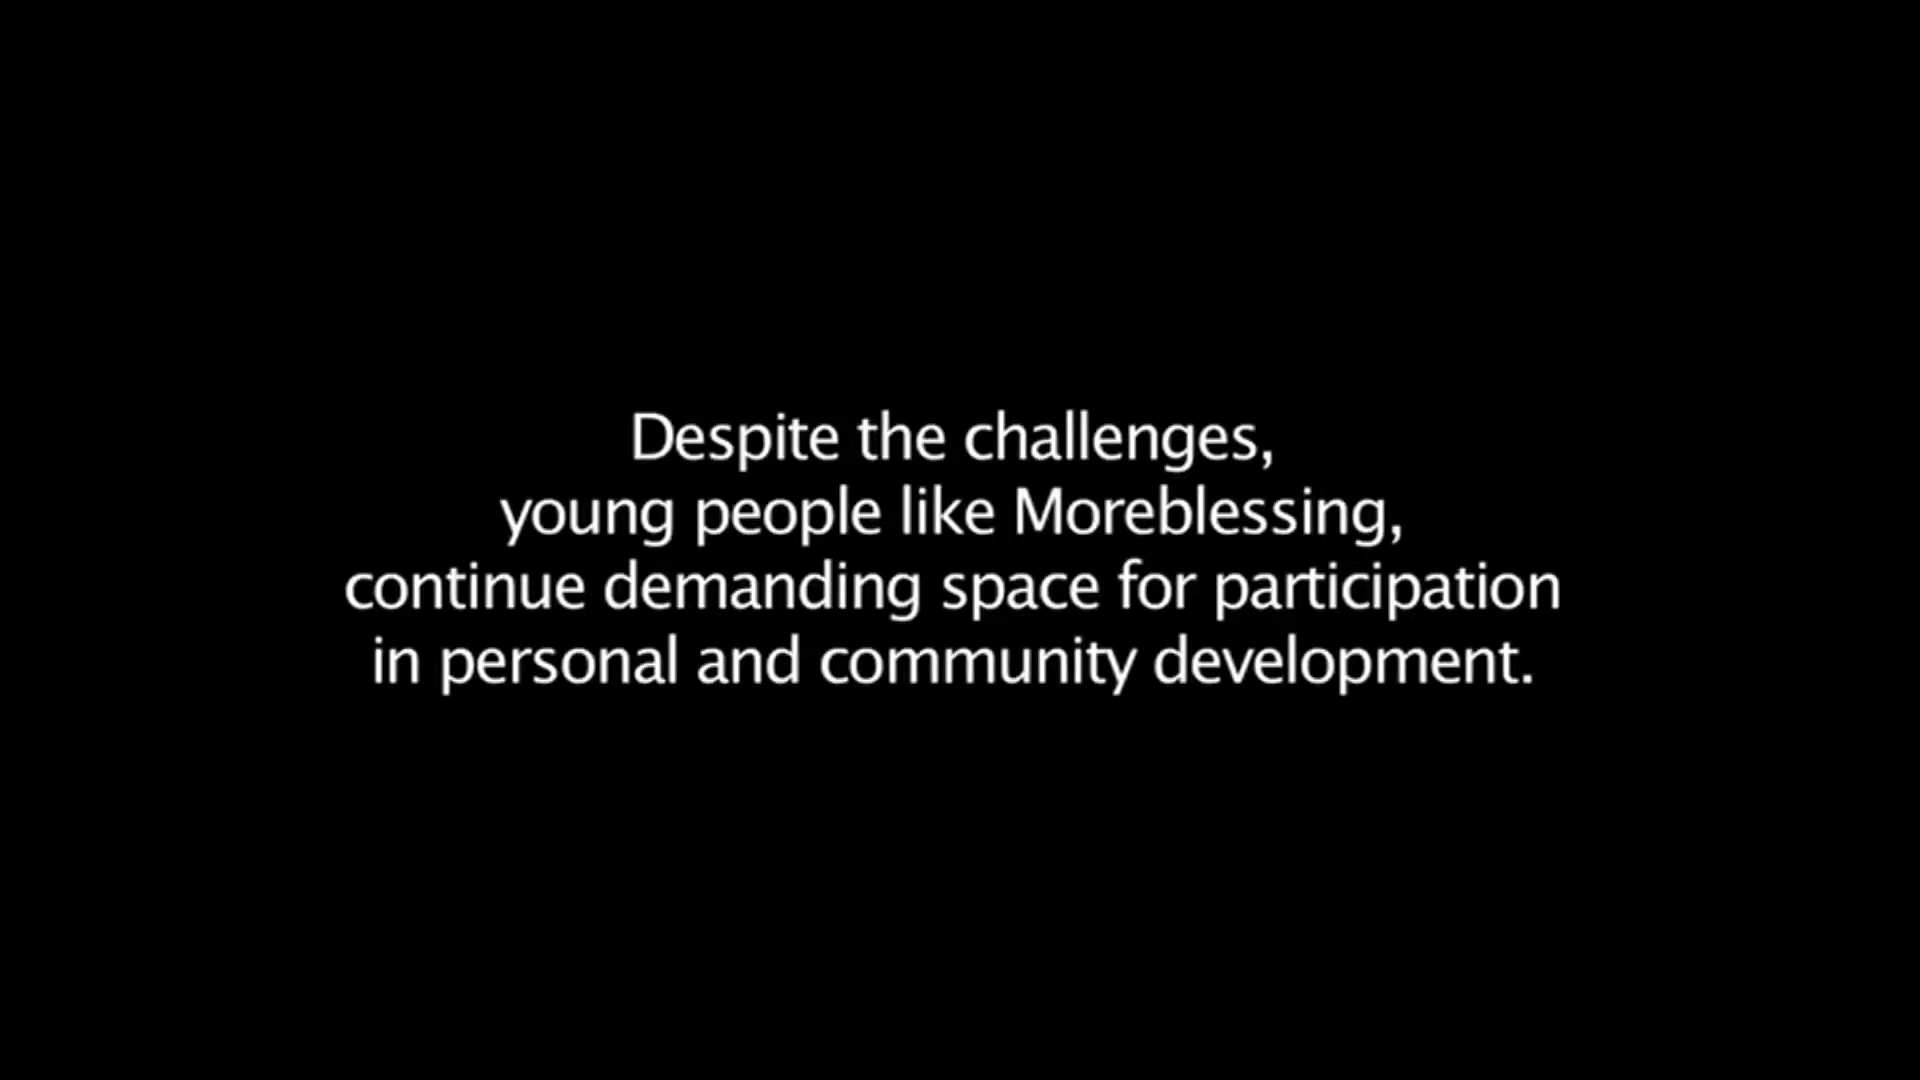 Despite the challenges,
young people like Moreblessing,
continue demanding space for participation
in personal and community development.